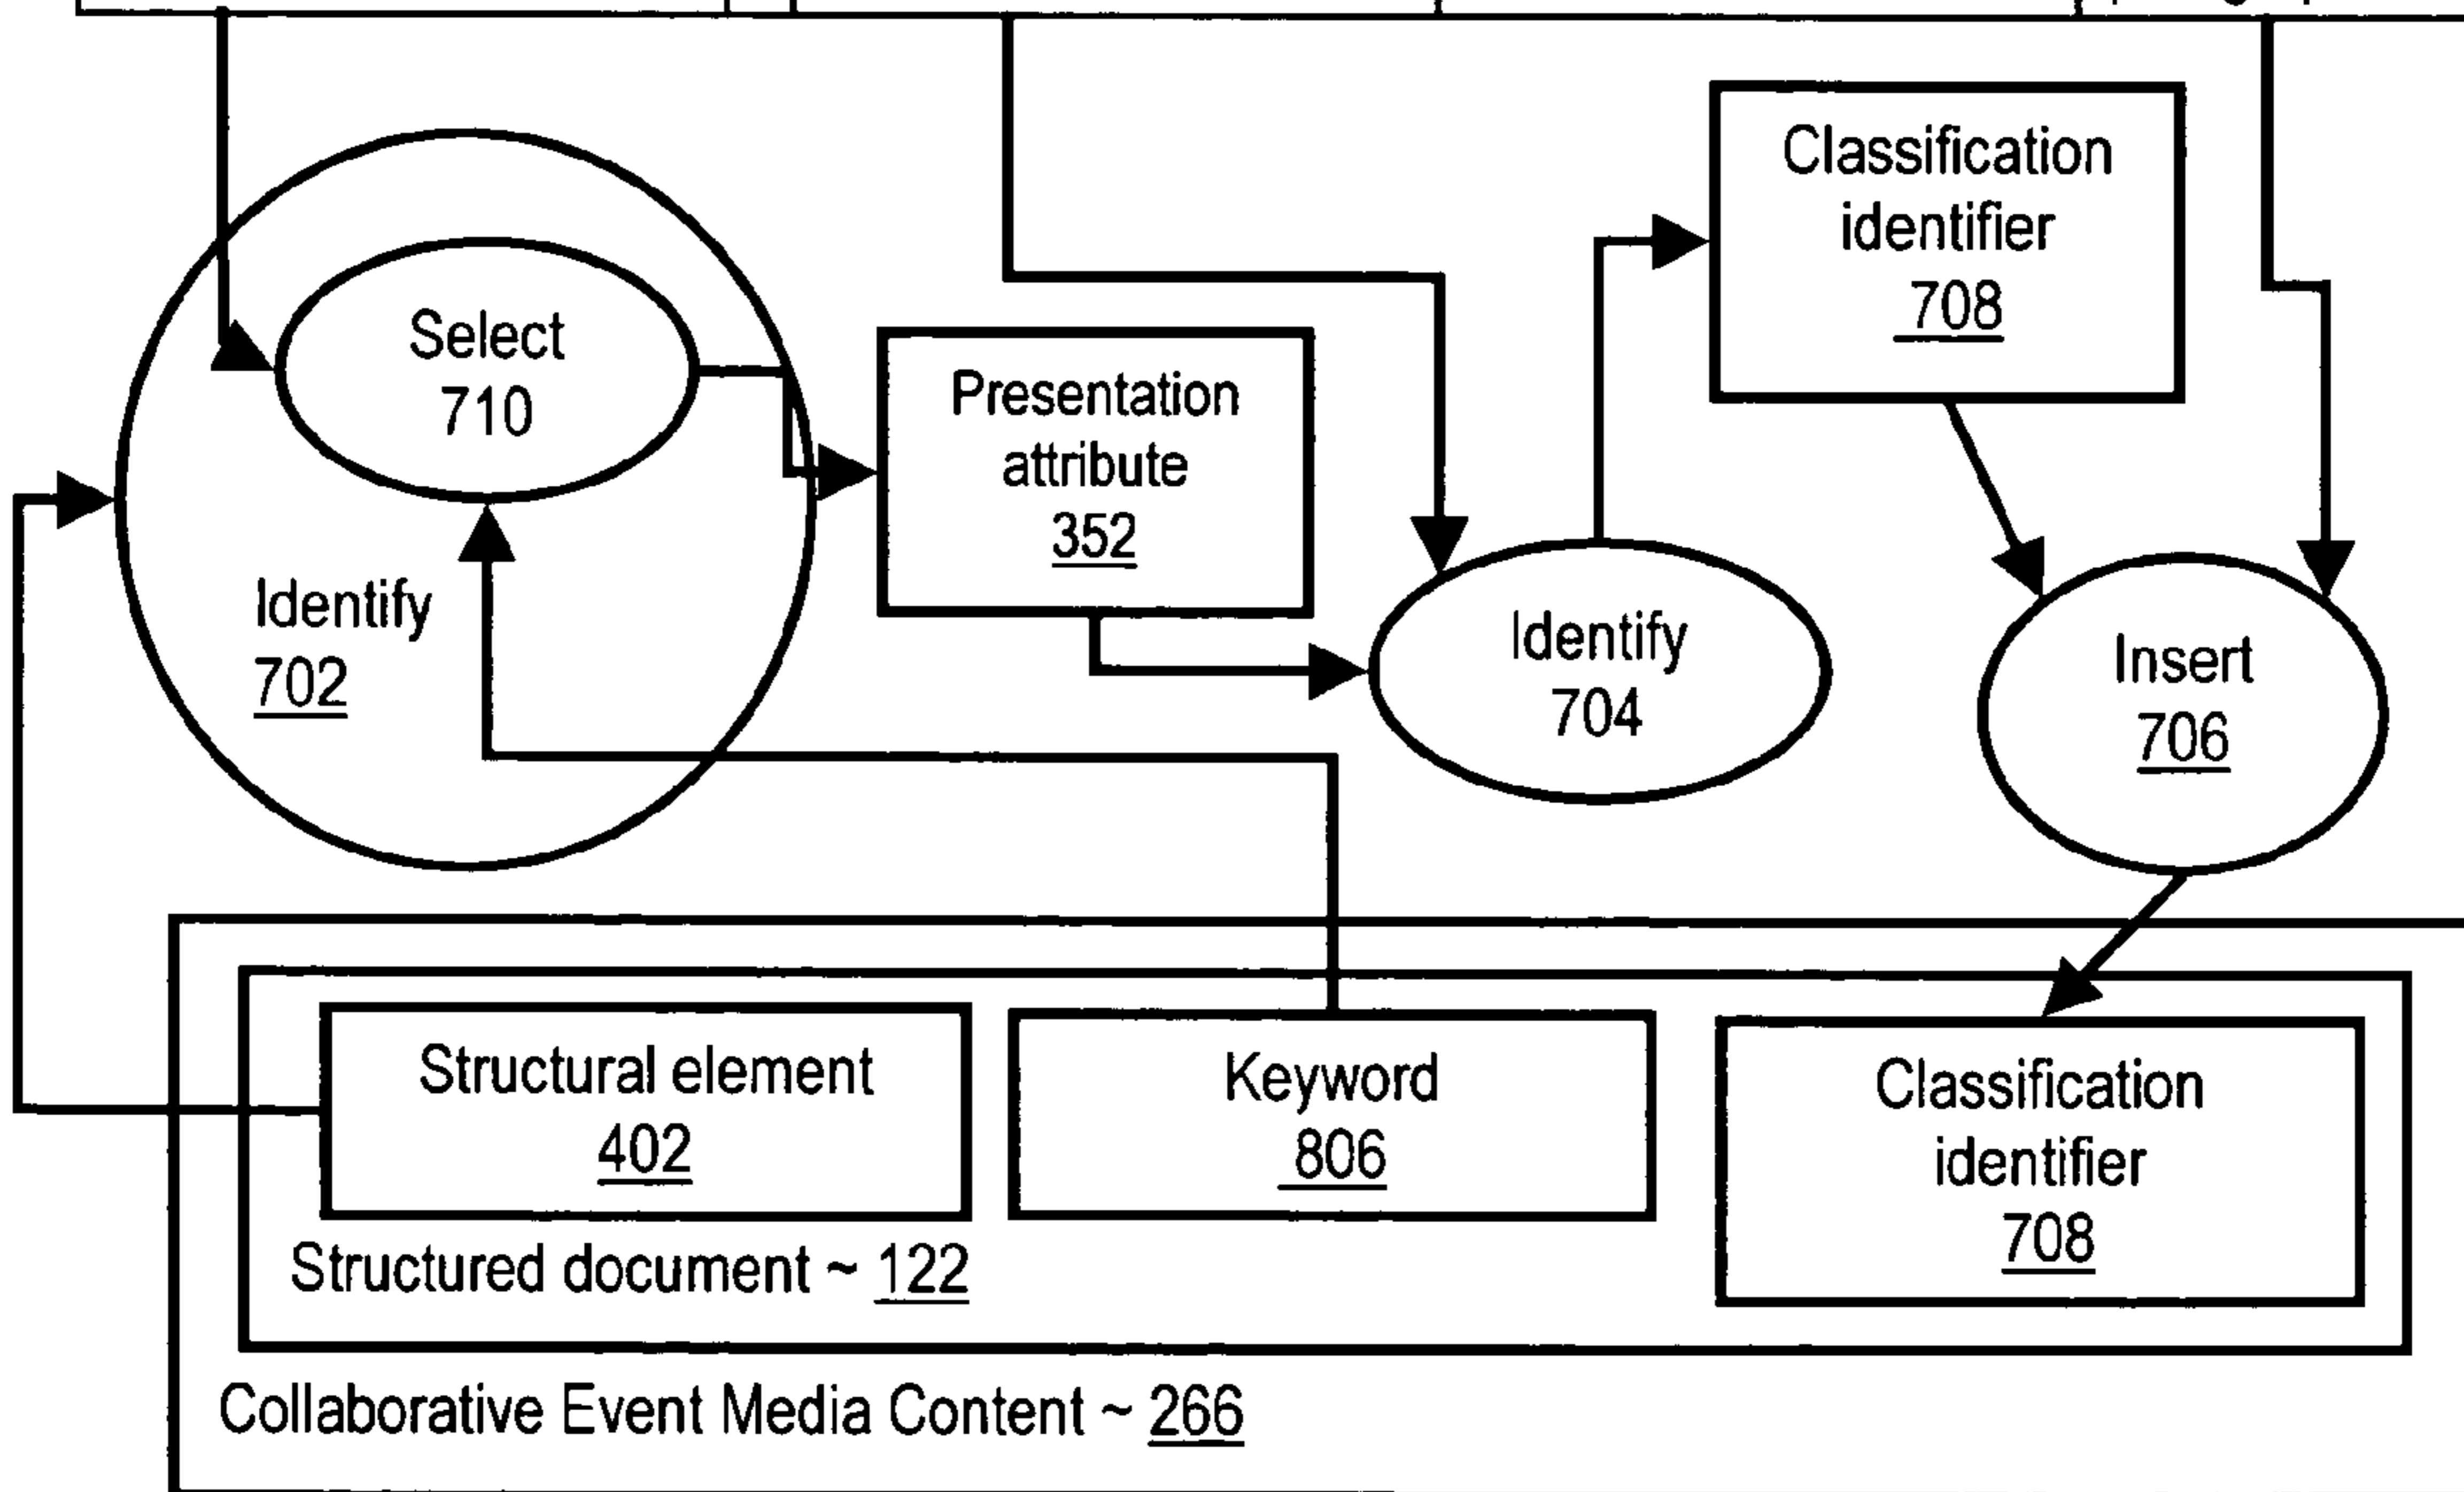 Classification
identifier
708
Select
710
Presentation
attribute
352
Identify
702
Identify
704
Insert
706
Structural element
402
Keyword
806
Classification
identifier
708
Structured document ~ 122
Collaborative Event Media Content ~ 266